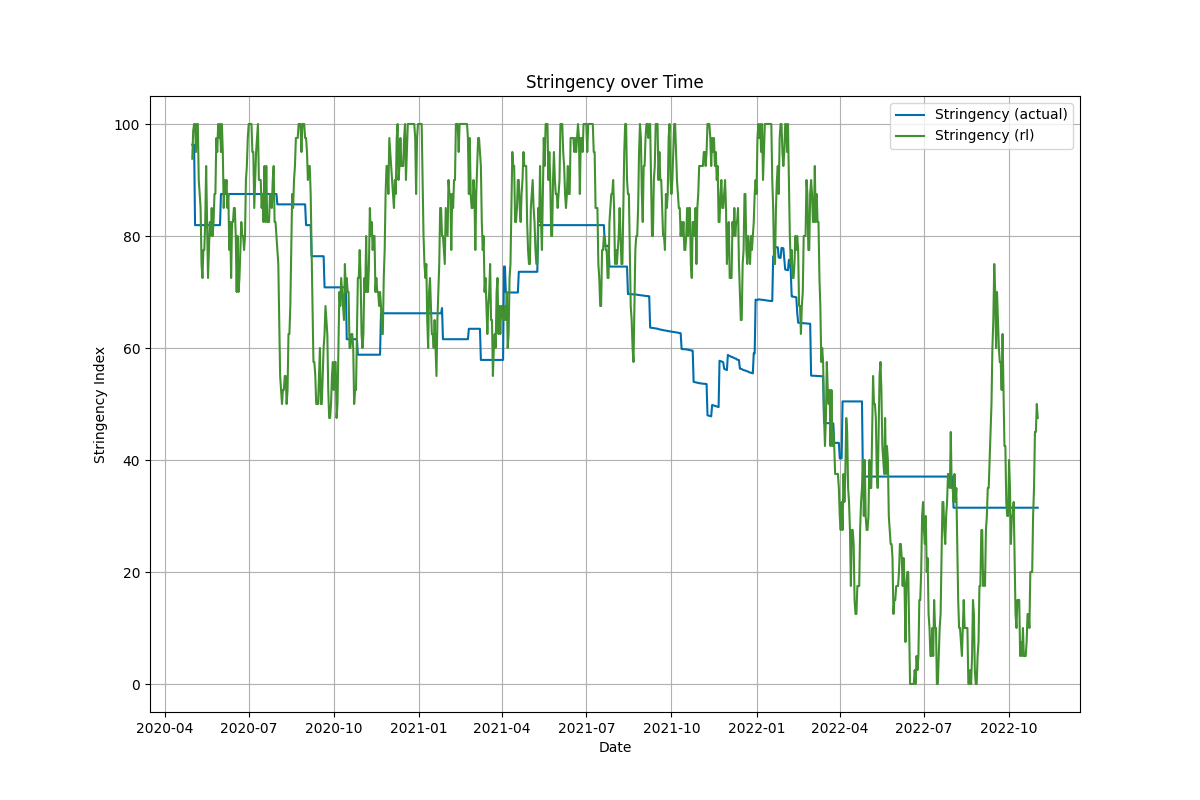 Stringency over Time
Stringency (actual)
Stringency (rl)
100
80
60
40
20
0
Stringency Index
2020-04 2020-07 2020-10 2021-01 2021-04 2021-07 2021-10 2022-01 2022-04 2022-07 2022-10
Date